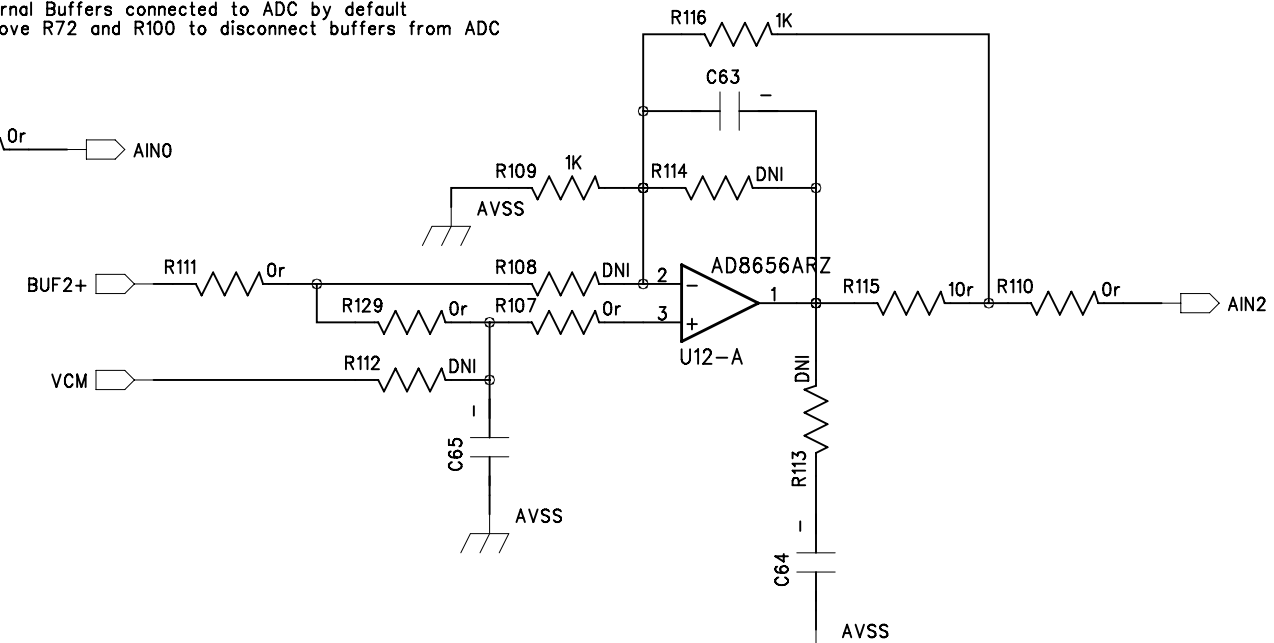 rnal Buffers connected to ADC by default
ove R72 and R100 to disconnect buffers from ADC
R116
1K
C63
–
0r
AIN0
R109
1K
R114
DNI
AVSS
AD8656ARZ
BUF2+
R111
0r
R108
DNI
2
–
1
R115
10r
R110
0r
AIN2
R129
0r
R107
0r
3
+
U12-A
VCM
R112
DNI
DNI
–
C65
R113
AVSS
–
C64
AVSS